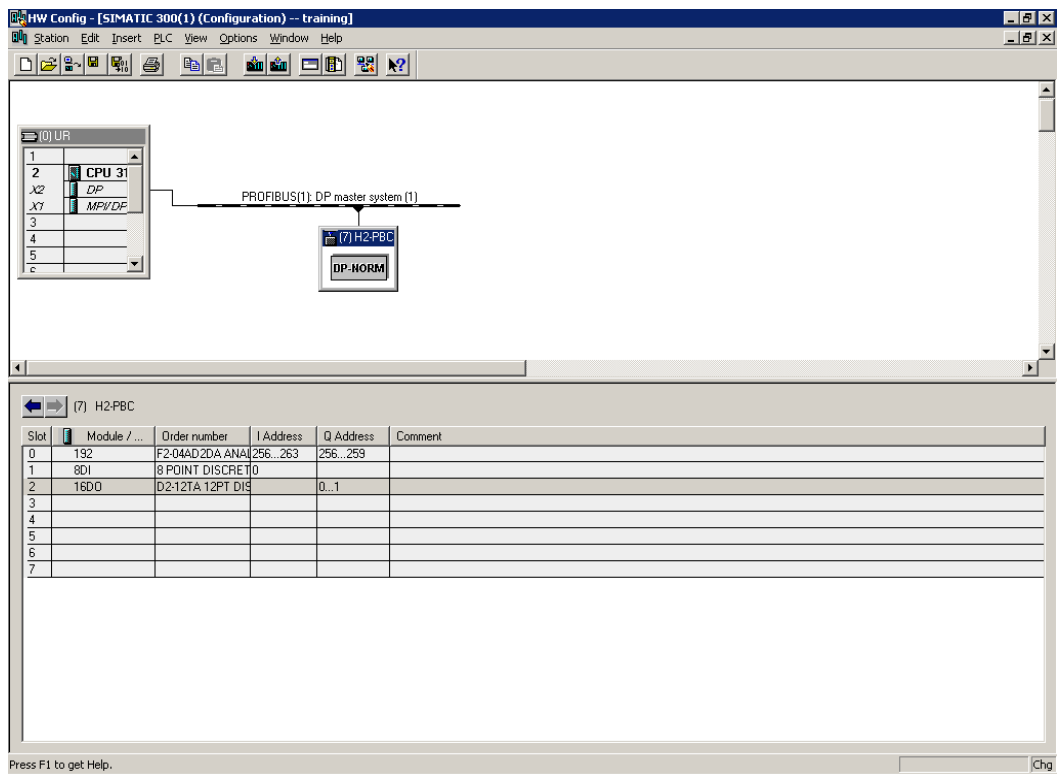 HW Config - [SIMATIC 300(1) (Configuration) -- training]
Station Edit Insert PLC View Options Window Help
(0) UR
1
2 CPU 31
X2 DP
X1 MPI/DP
3
4
5
6
PROFIBUS(1): DP master system (1)
(7) H2-PBC
DP-NORM
(7) H2-PBC
Slot Module / ... Order number I Address Q Address Comment
0 192 F2-04AD2DA ANAL 256...263 256...259
1 8DI 8 POINT DISCRET 0
2 16DO D2-12TA 12PT DIS 0...1
3
4
5
6
7
Press F1 to get Help. Chg